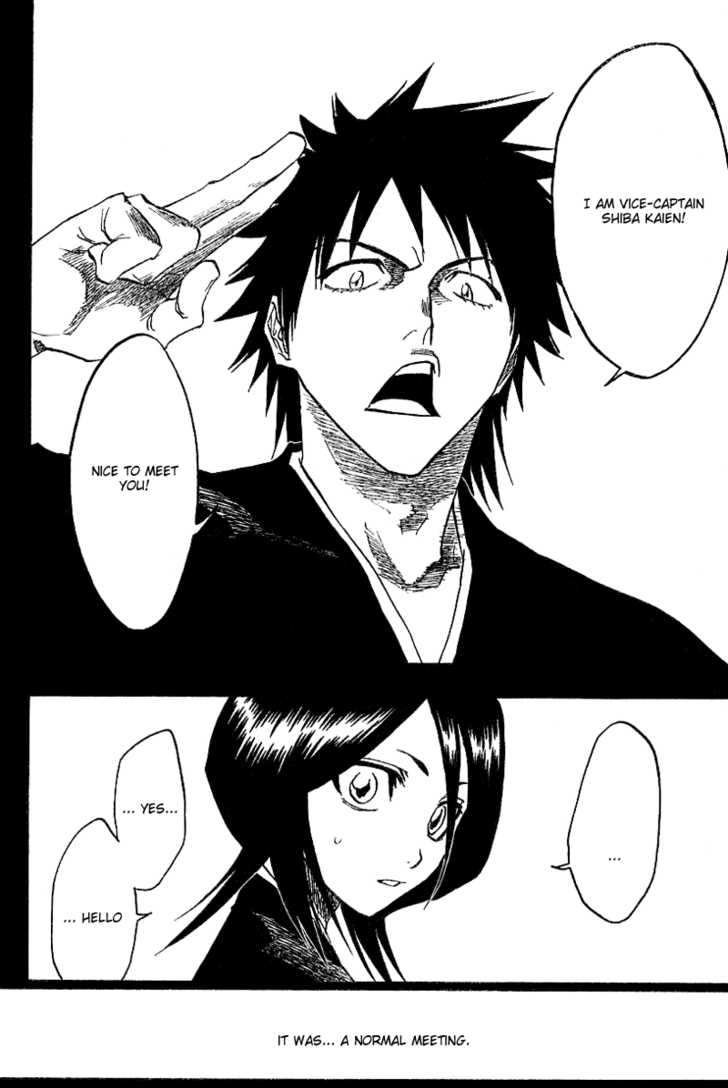 I AM VICE-CAPTAIN
SHIBA KAIEN!
NICE TO MEET
YOU!
... YES...
... HELLO
...
IT WAS... A NORMAL MEETING.